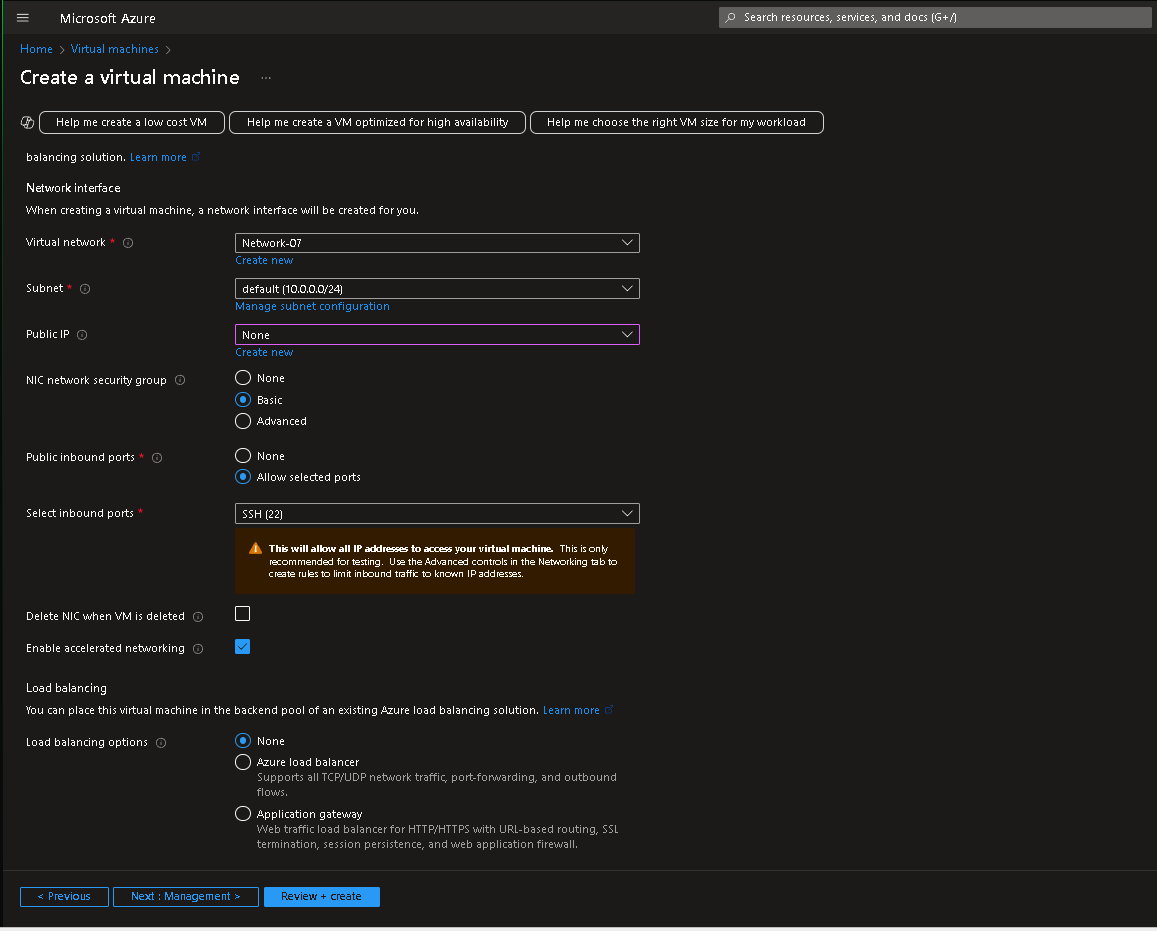 Microsoft Azure
Search resources, services, and docs (G+/)
Home > Virtual machines >
Create a virtual machine ...
Help me create a low cost VM
Help me create a VM optimized for high availability
Help me choose the right VM size for my workload
balancing solution. Learn more
Network interface
When creating a virtual machine, a network interface will be created for you.
Virtual network *
Network-07
Create new
Subnet *
default (10.0.0.0/24)
Manage subnet configuration
Public IP
None
Create new
NIC network security group
None
Basic
Advanced
Public inbound ports *
None
Allow selected ports
Select inbound ports *
SSH (22)
This will allow all IP addresses to access your virtual machine. This is only
recommended for testing. Use the Advanced controls in the Networking tab to
create rules to limit inbound traffic to known IP addresses.
Delete NIC when VM is deleted
Enable accelerated networking
Load balancing
You can place this virtual machine in the backend pool of an existing Azure load balancing solution. Learn more
Load balancing options
None
Azure load balancer
Supports all TCP/UDP network traffic, port-forwarding, and outbound
flows.
Application gateway
Web traffic load balancer for HTTP/HTTPS with URL-based routing, SSL
termination, session persistence, and web application firewall.
< Previous
Next : Management >
Review + create